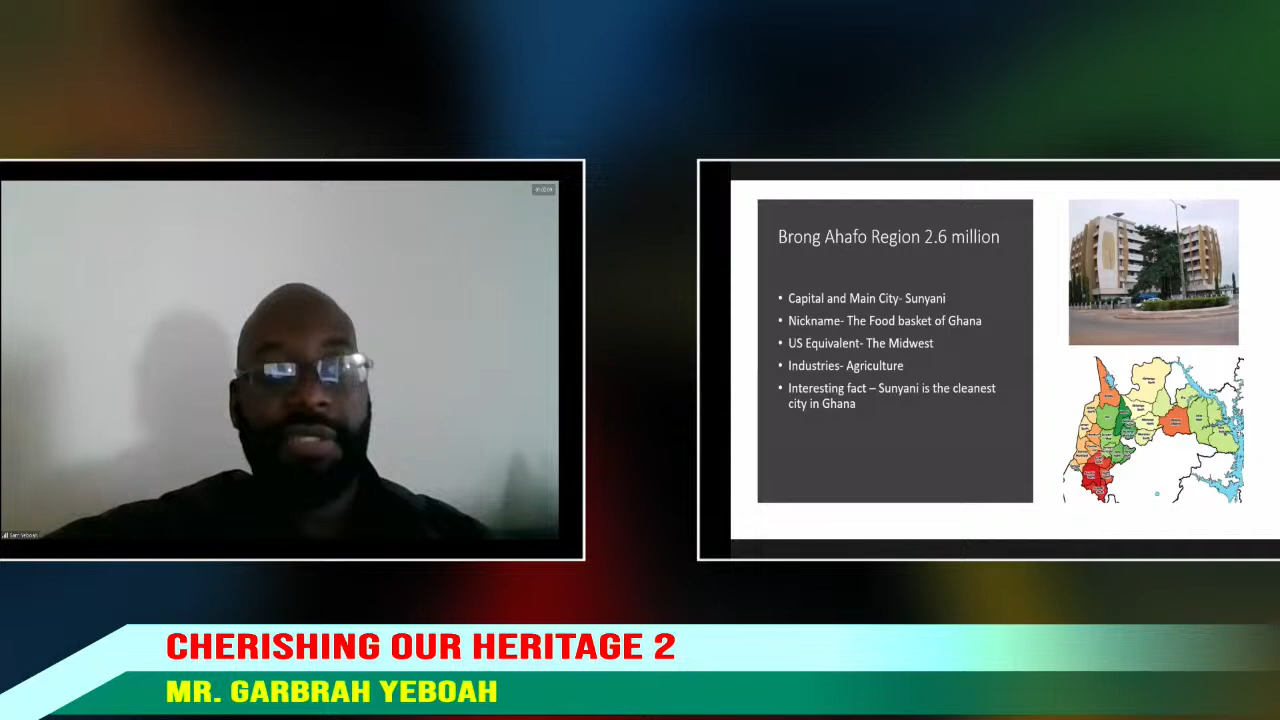 Brong Ahafo Region 2.6 million
• Capital and Main City- Sunyani
• Nickname- The Food basket of Ghana
• US Equivalent- The Midwest
• Industries- Agriculture
• Interesting fact – Sunyani is the cleanest
city in Ghana
Sam Yeboah
CHERISHING OUR HERITAGE 2
MR. GARBRAH YEBOAH